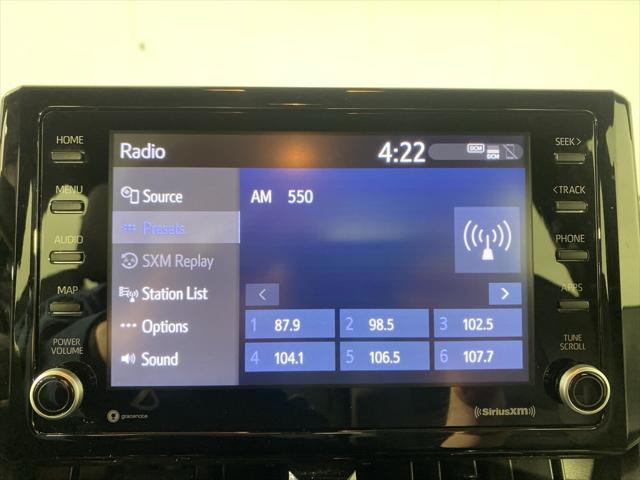 HOME
MENU
AUDIO
MAP
POWER
VOLUME
Radio
4:22
DCM
DCM
Source
Presets
SXM Replay
Station List
Options
Sound
AM 550
<
>
1 87.9
2 98.5
3 102.5
4 104.1
5 106.5
6 107.7
SEEK>
<TRACK
PHONE
APPS
TUNE
SCROLL
gracenote
((SiriusXM))